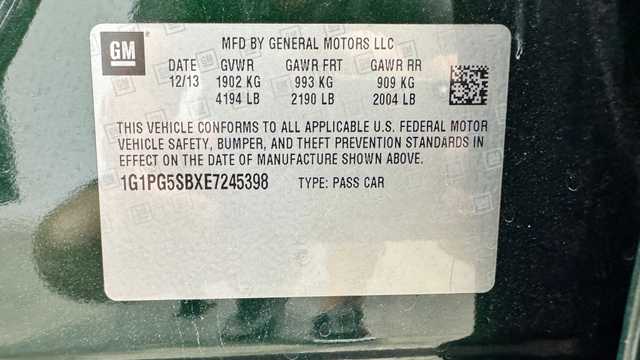 GM
MFD BY GENERAL MOTORS LLC
DATE GVWR GAWR FRT GAWR RR
12/13 1902 KG 993 KG 909 KG
4194 LB 2190 LB 2004 LB
THIS VEHICLE CONFORMS TO ALL APPLICABLE U.S. FEDERAL MOTOR
VEHICLE SAFETY, BUMPER, AND THEFT PREVENTION STANDARDS IN
EFFECT ON THE DATE OF MANUFACTURE SHOWN ABOVE.
1G1PG5SBXE7245398 TYPE: PASS CAR